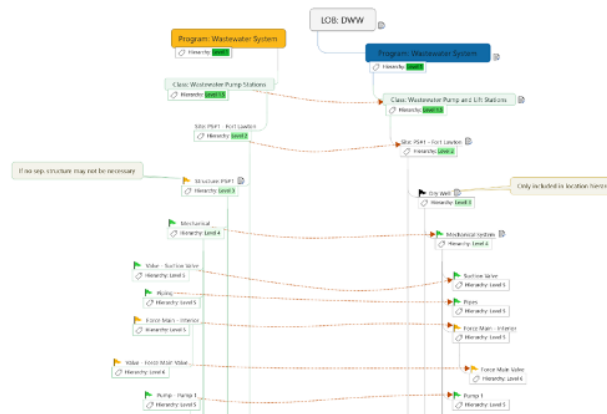 LOB: DWW
Program: Wastewater System
Hierarchy: Level 1
Program: Wastewater System
Hierarchy: Level 1
Class: Wastewater Pump Stations
Hierarchy: Level 1.5
Class: Wastewater Pump and Lift Stations
Hierarchy: Level 1.5
Site: PS#1 - Fort Lawton
Hierarchy: Level 2
Site: PS#1 - Fort Lawton
Hierarchy: Level 2
If no sep. structure may not be necessary
Structure: PS#1
Hierarchy: Level 3
Dry Well
Hierarchy: Level 3
Only included in location
Mechanical
Hierarchy: Level 4
Mechanical System
Hierarchy: Level 4
Valve - Suction Valve
Hierarchy: Level 5
Suction Valve
Hierarchy: Level 5
Piping
Hierarchy: Level 5
Pipes
Hierarchy: Level 5
Force Main - Interior
Hierarchy: Level 5
Force Main - Interior
Hierarchy: Level 5
Valve - Force Main Valve
Hierarchy: Level 6
Force Main Valve
Hierarchy: Level 6
Pump - Pump 1
Hierarchy: Level 5
Pump 1
Hierarchy: Level 5